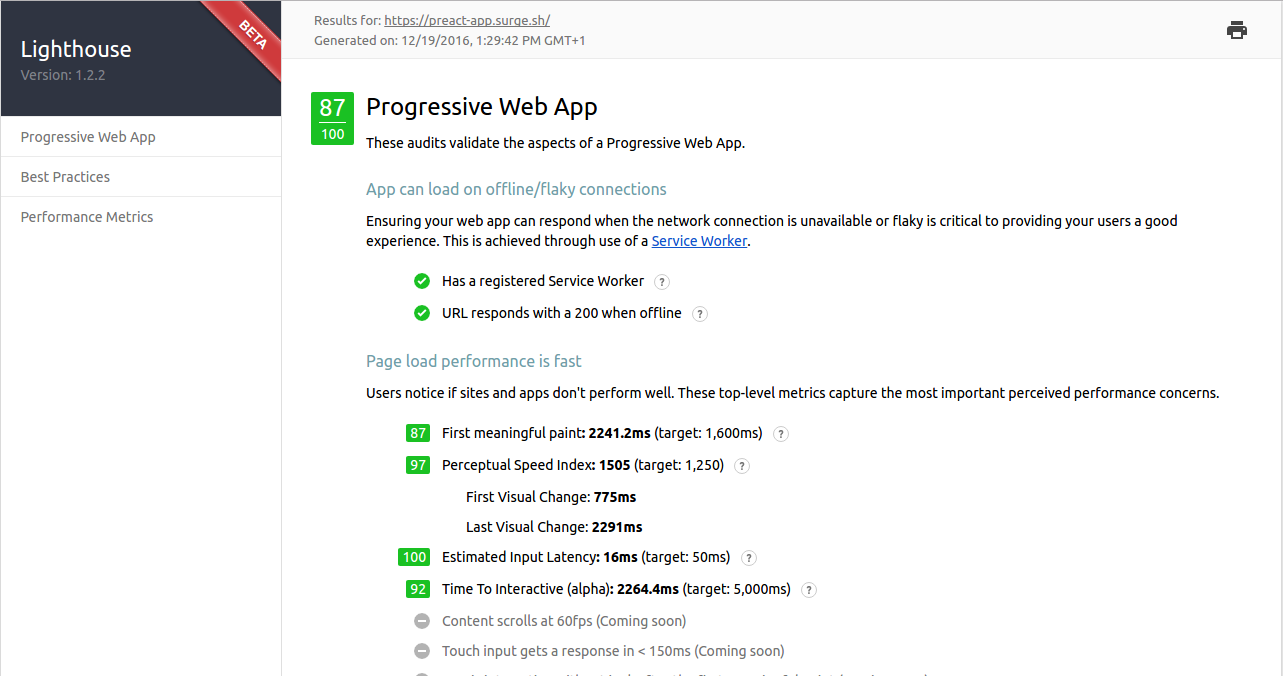 Lighthouse
Version: 1.2.2
BETA
Progressive Web App
Best Practices
Performance Metrics
Results for: https://preact-app.surge.sh/
Generated on: 12/19/2016, 1:29:42 PM GMT+1
87
100
Progressive Web App
These audits validate the aspects of a Progressive Web App.
App can load on offline/flaky connections
Ensuring your web app can respond when the network connection is unavailable or flaky is critical to providing your users a good
experience. This is achieved through use of a Service Worker.
Has a registered Service Worker ?
URL responds with a 200 when offline ?
Page load performance is fast
Users notice if sites and apps don't perform well. These top-level metrics capture the most important perceived performance concerns.
87 First meaningful paint: 2241.2ms (target: 1,600ms) ?
97 Perceptual Speed Index: 1505 (target: 1,250) ?
First Visual Change: 775ms
Last Visual Change: 2291ms
100 Estimated Input Latency: 16ms (target: 50ms) ?
92 Time To Interactive (alpha): 2264.4ms (target: 5,000ms) ?
Content scrolls at 60fps (Coming soon)
Touch input gets a response in < 150ms (Coming soon)